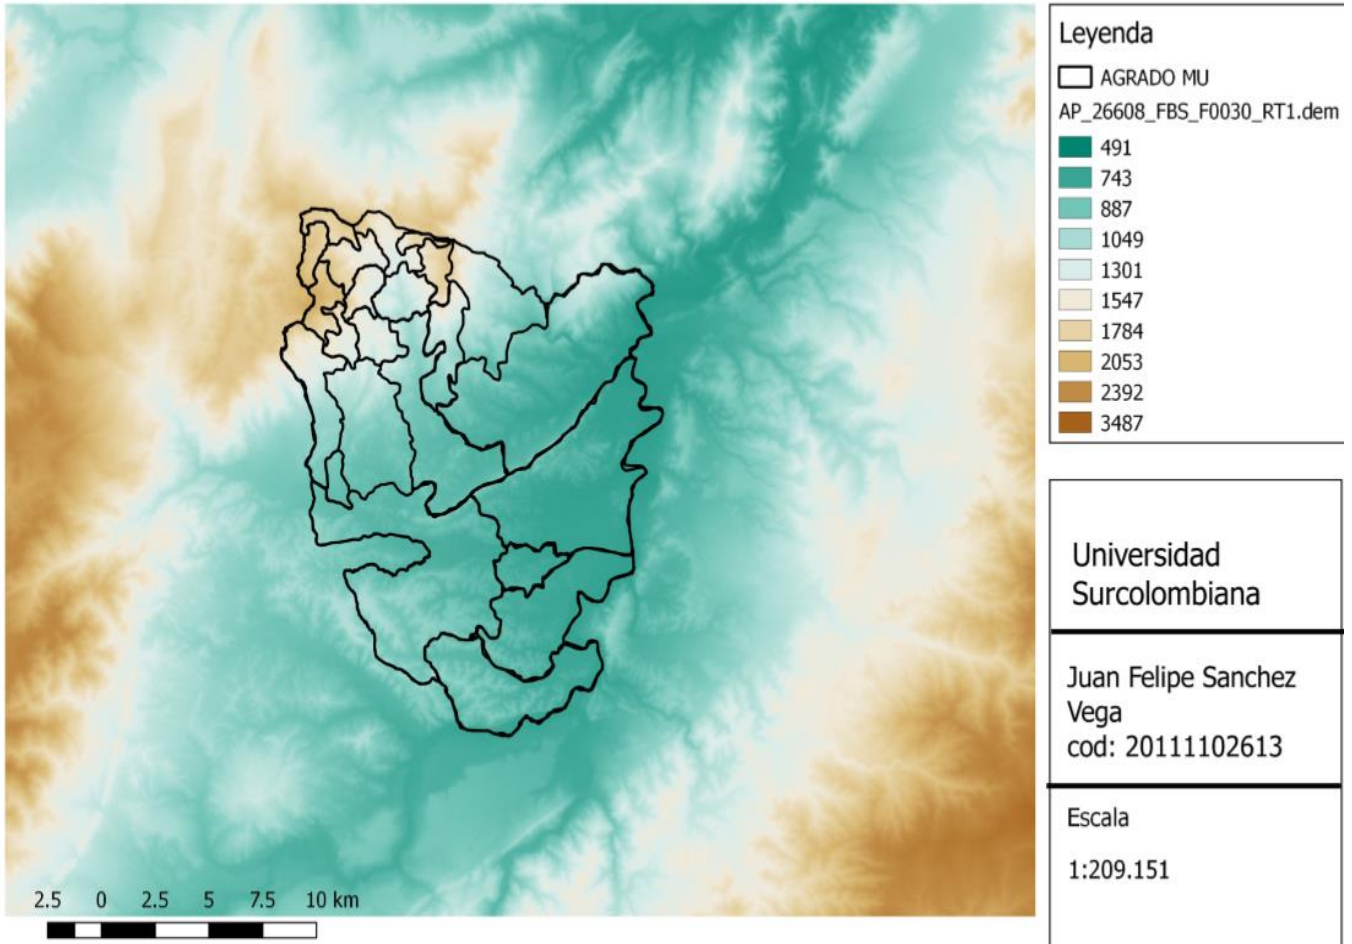 Leyenda
AGRADO MU
AP_26608_FBS_F0030_RT1.dem
491
743
887
1049
1301
1547
1784
2053
2392
3487
Universidad
Surcolombiana
Juan Felipe Sanchez
Vega
cod: 20111102613
Escala
1:209.151
2.5 0 2.5 5 7.5 10 km